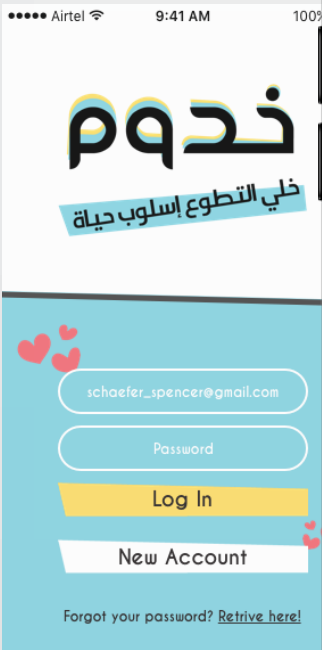 Airtel 9:41 AM 100%
خدوم
خلي التطوع إسلوب حياة
schaefer_spencer@gmail.com
Password
Log In
New Account
Forgot your password? Retrive here!